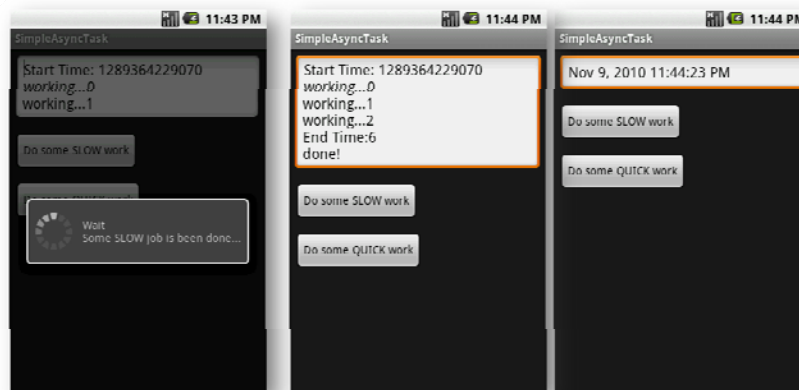 11:43 PM
SimpleAsyncTask
Start Time: 1289364229070
working...0
working...1
Do some SLOW work
Wait
Some SLOW job is been done...
11:44 PM
SimpleAsyncTask
Start Time: 1289364229070
working...0
working...1
working...2
End Time:6
done!
Do some SLOW work
Do some QUICK work
11:44 PM
SimpleAsyncTask
Nov 9, 2010 11:44:23 PM
Do some SLOW work
Do some QUICK work